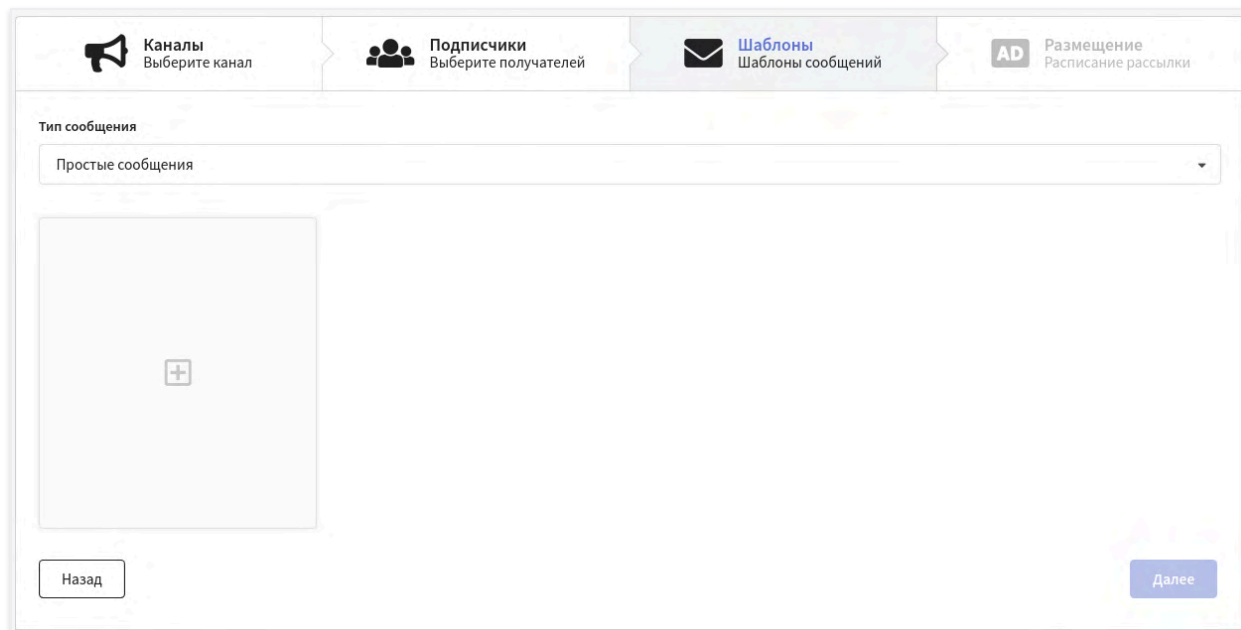 Каналы
Выберите канал
Подписчики
Выберите получателей
Шаблоны
Шаблоны сообщений
AD
Размещение
Расписание рассылки
Тип сообщения
Простые сообщения
Назад
Далее